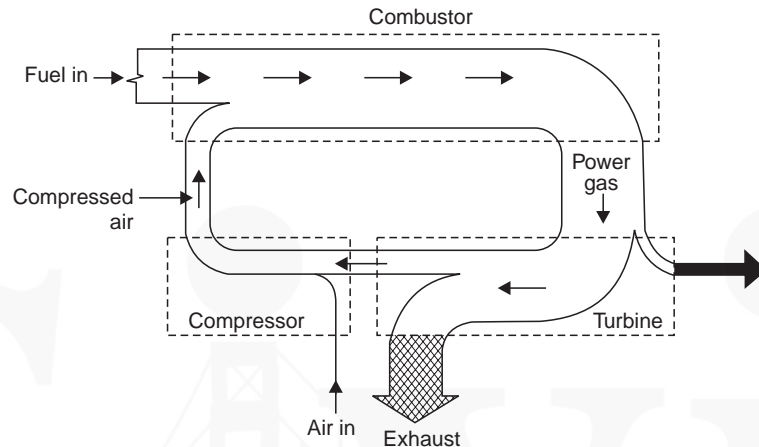 Combustor
Fuel in
Power
gas
Compressed
air
Compressor
Turbine
Air in
Exhaust